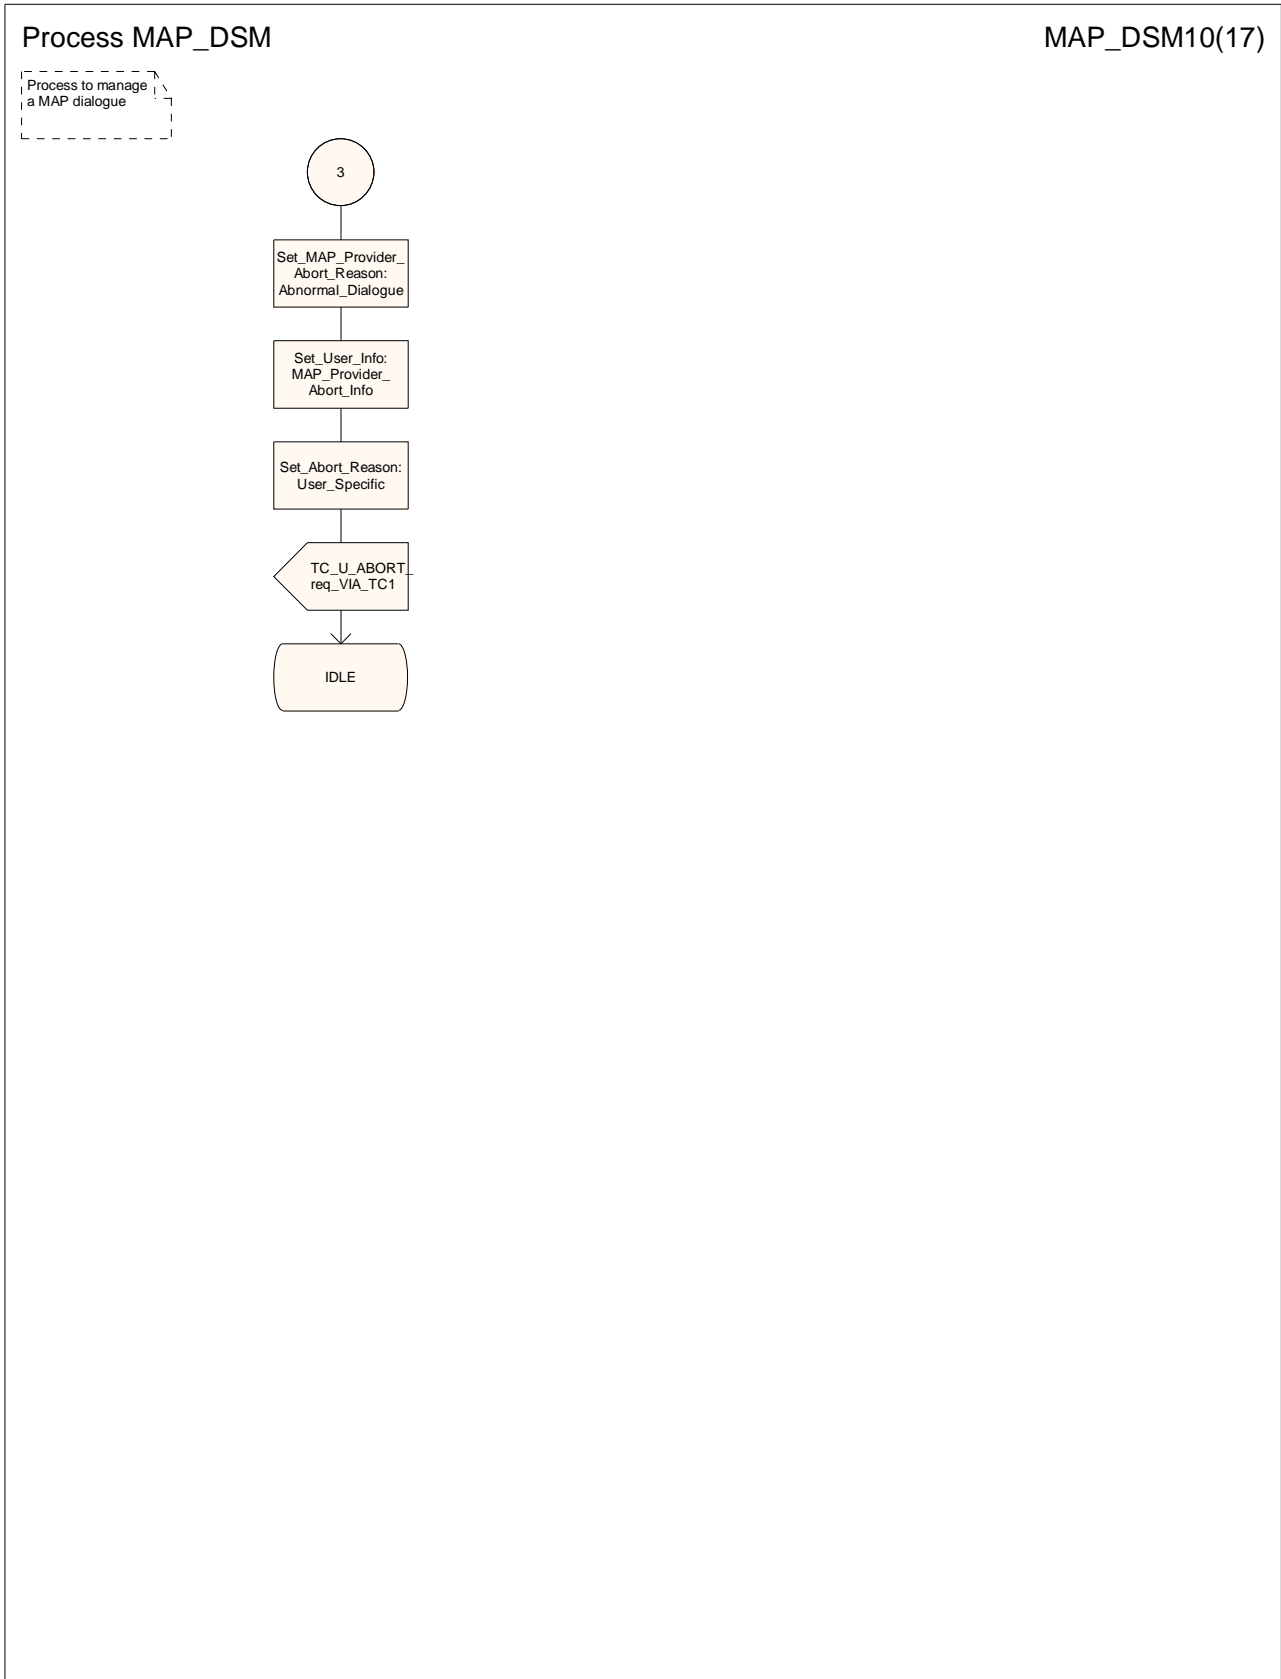 Process MAP_DSM
MAP_DSM10(17)
Process to manage
a MAP dialogue
3
Set_MAP_Provider_
Abort_Reason:
Abnormal_Dialogue
Set_User_Info:
MAP_Provider_
Abort_Info
Set_Abort_Reason:
User_Specific
TC_U_ABORT_
req_VIA_TC1
IDLE